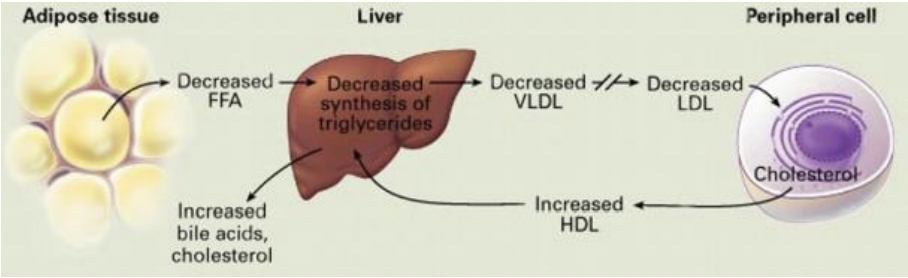 Adipose tissue
Liver
Peripheral cell
Decreased
FFA
Decreased
synthesis of
triglycerides
Decreased
VLDL
Decreased
LDL
Cholesterol
Increased
HDL
Increased
bile acids,
cholesterol